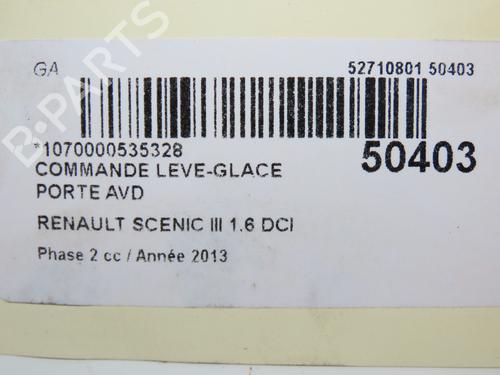 GA 52710801 50403
*1070000535328 50403
COMMANDE LEVE-GLACE
PORTE AVD
RENAULT SCENIC III 1.6 DCI
Phase 2 cc / Année 2013
B-PARTS